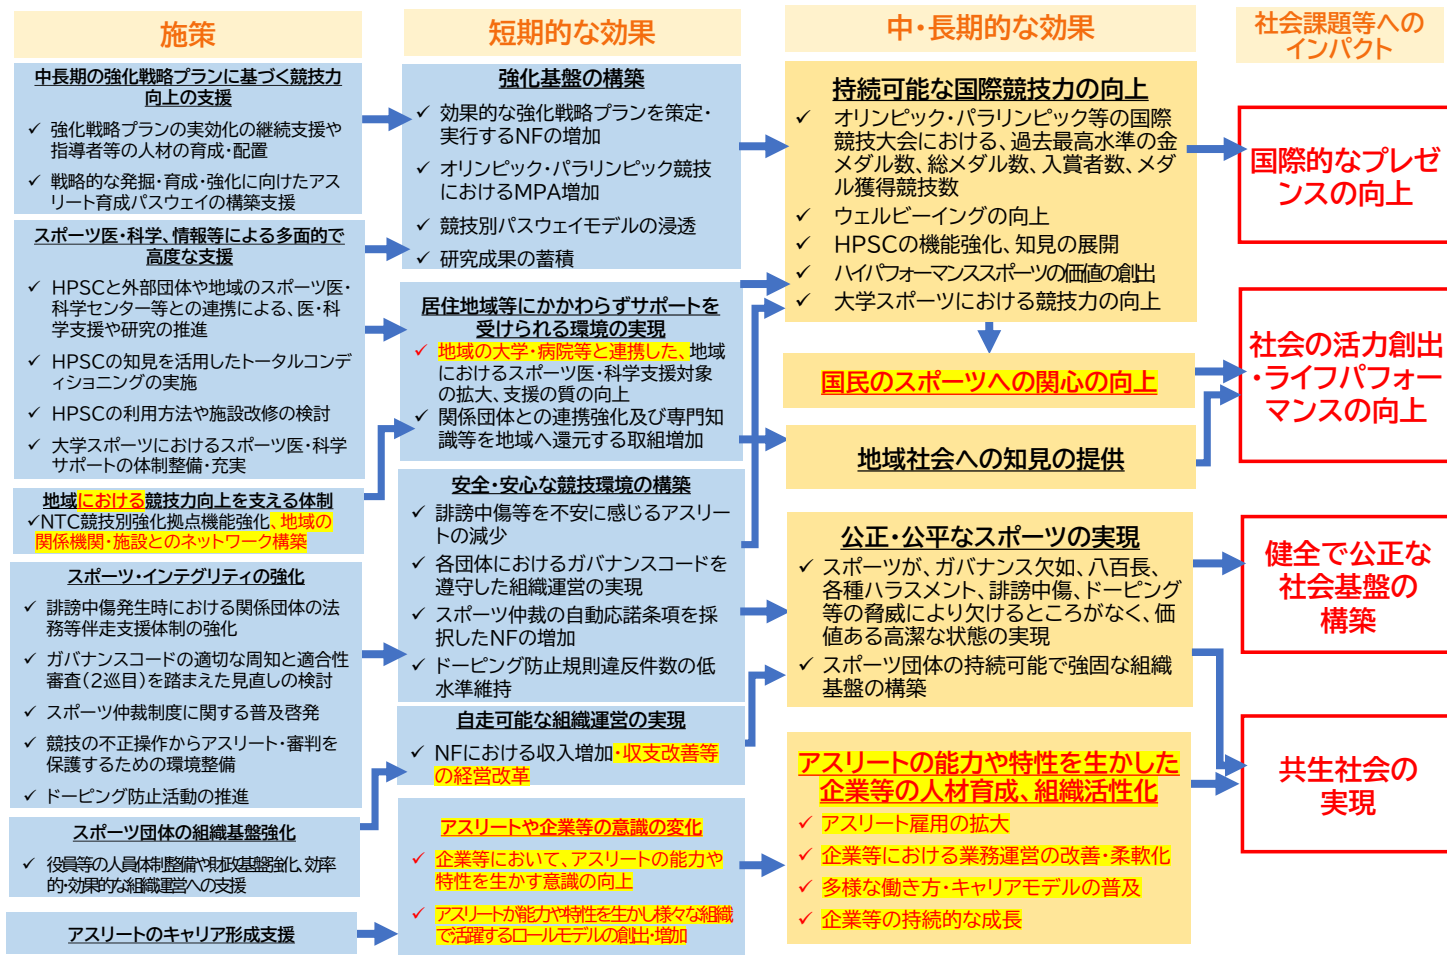 施策
中長期の強化戦略プランに基づく競技力
向上の支援
✓ 強化戦略プランの実効化の継続支援や
指導者等の人材の育成・配置
✓ 戦略的な発掘・育成・強化に向けたアス
リート育成パスウェイの構築支援
スポーツ医・科学、情報等による多面的で
高度な支援
✓ HPSCと外部団体や地域のスポーツ医・
科学センター等との連携による、医・科
学支援や研究の推進
✓ HPSCの知見を活用したトータルコンデ
ィショニングの実施
✓ HPSCの利用方法や施設改修の検討
✓ 大学スポーツにおけるスポーツ医・科学
サポートの体制整備・充実
地域における競技力向上を支える体制
✓NTC競技別強化拠点機能強化、地域の
関係機関・施設とのネットワーク構築
スポーツ・インテグリティの強化
✓ 誹謗中傷発生時における関係団体の法
務等伴走支援体制の強化
✓ ガバナンスコードの適切な周知と適合性
審査(2巡目)を踏まえた見直しの検討
✓ スポーツ仲裁制度に関する普及啓発
✓ 競技の不正操作からアスリート・審判を
保護するための環境整備
✓ ドーピング防止活動の推進
スポーツ団体の組織基盤強化
✓ 役員等の人員体制整備や財政基盤強化、効率
的・効果的な組織運営への支援
アスリートのキャリア形成支援
短期的な効果
強化基盤の構築
✓ 効果的な強化戦略プランを策定・
実行するNFの増加
✓ オリンピック・パラリンピック競技
におけるMPA増加
✓ 競技別パスウェイモデルの浸透
✓ 研究成果の蓄積
居住地域等にかかわらずサポートを
受けられる環境の実現
✓ 地域の大学・病院等と連携した、地域
におけるスポーツ医・科学支援対象
の拡大、支援の質の向上
✓ 関係団体との連携強化及び専門知
識等を地域へ還元する取組増加
安全・安心な競技環境の構築
✓ 誹謗中傷等を不安に感じるアスリー
トの減少
✓ 各団体におけるガバナンスコードを
遵守した組織運営の実現
✓ スポーツ仲裁の自動応諾条項を採
択したNFの増加
✓ ドーピング防止規則違反件数の低
水準維持
自走可能な組織運営の実現
✓ NFにおける収入増加・収支改善等
の経営改革
アスリートや企業等の意識の変化
✓ 企業等において、アスリートの能力や
特性を生かす意識の向上
✓ アスリートが能力や特性を生かし様々な組織
で活躍するロールモデルの創出・増加
中・長期的な効果
持続可能な国際競技力の向上
✓ オリンピック・パラリンピック等の国際
競技大会における、過去最高水準の金
メダル数、総メダル数、入賞者数、メダ
ル獲得競技数
✓ ウェルビーイングの向上
✓ HPSCの機能強化、知見の展開
✓ ハイパフォーマンススポーツの価値の創出
✓ 大学スポーツにおける競技力の向上
国民のスポーツへの関心の向上
地域社会への知見の提供
公正・公平なスポーツの実現
✓ スポーツが、ガバナンス欠如、八百長、
各種ハラスメント、誹謗中傷、ドーピング
等の脅威により欠けるところがなく、価
値ある高潔な状態の実現
✓ スポーツ団体の持続可能で強固な組織
基盤の構築
アスリートの能力や特性を生かした
企業等の人材育成、組織活性化
✓ アスリート雇用の拡大
✓ 企業等における業務運営の改善・柔軟化
✓ 多様な働き方・キャリアモデルの普及
✓ 企業等の持続的な成長
社会課題等への
インパクト
国際的なプレゼ
ンスの向上
社会の活力創出
・ライフパフォー
マンスの向上
健全で公正な
社会基盤の
構築
共生社会の
実現